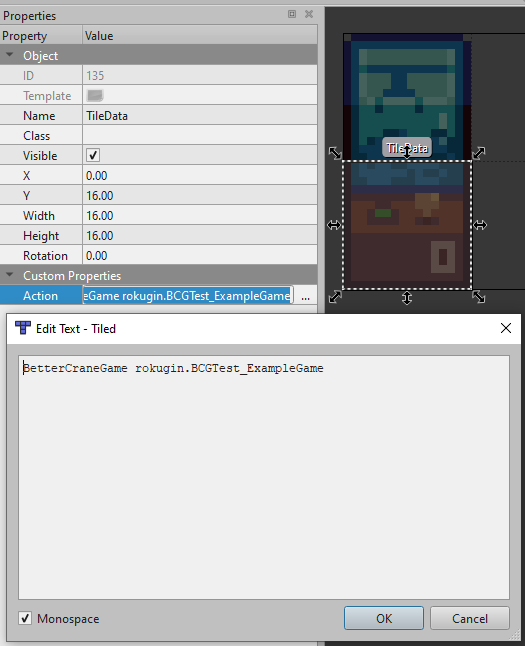 Properties
Property Value
Object
ID 135
Template
Name TileData
Class
Visible
X 0.00
Y 16.00
Width 16.00
Height 16.00
Rotation 0.00
Custom Properties
Action eGame rokugin.BCGTest_ExampleGame ...
TileData
Edit Text - Tiled
BetterCraneGame rokugin.BCGTest_ExampleGame
Monospace
OK
Cancel